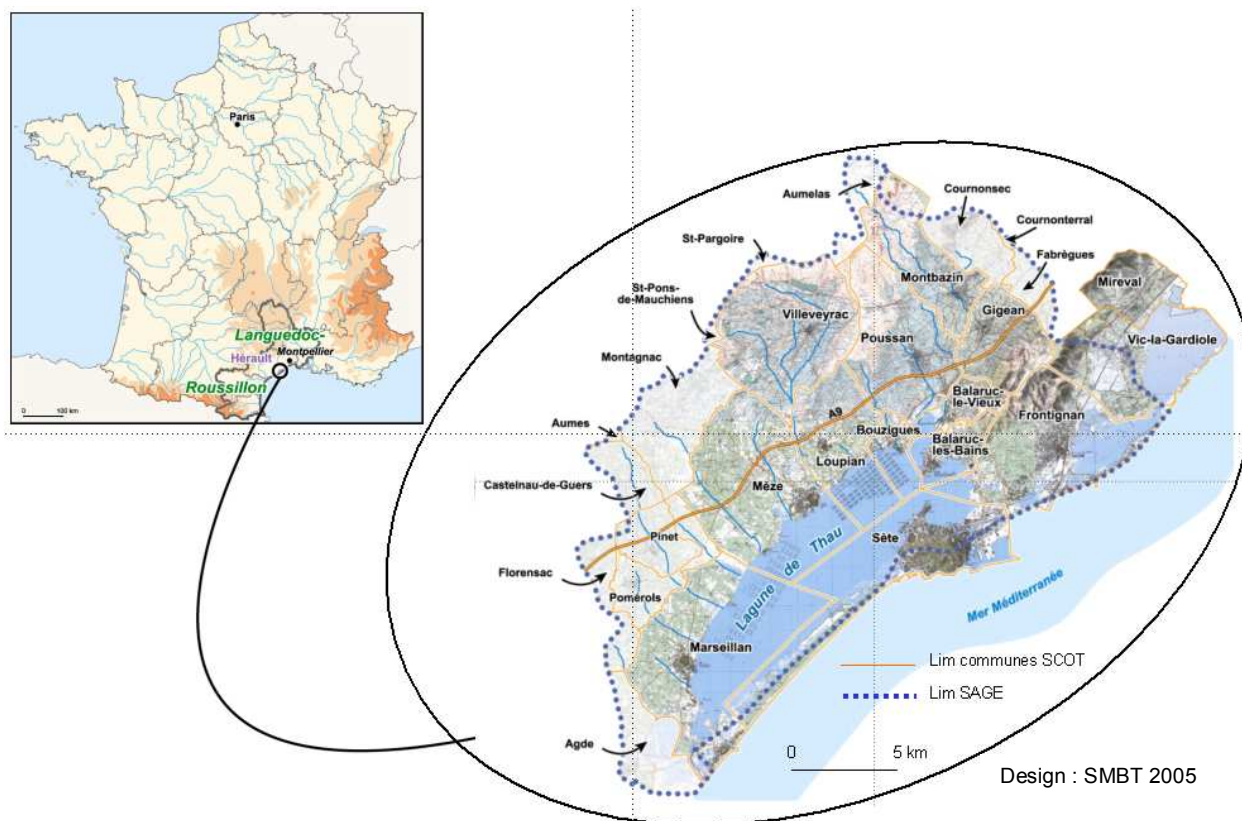 Paris
Languedoc-
Hérault
Montpellier
Roussillon
0 100 km
Aumelas
Cournonsec
Cournonterral
St-Pargoire
Fabrègues
Montbazin
Mireval
St-Pons-
de-Mauchiens
Villeveyrac
Gigean
Poussan
Vic-la-Gardiole
Montagnac
Balaruc-
le-Vieux
A9
Frontignan
Aumes
Bouzigues
Balaruc-
les-Bains
Loupian
Castelnau-de-Guers
Mèze
Pinet
Sète
Florensac
Lagune de Thau
Pomérols
Mer Méditerranée
Marseillan
Lim communes SCOT
Lim SAGE
Agde
0 5 km
Design : SMBT 2005